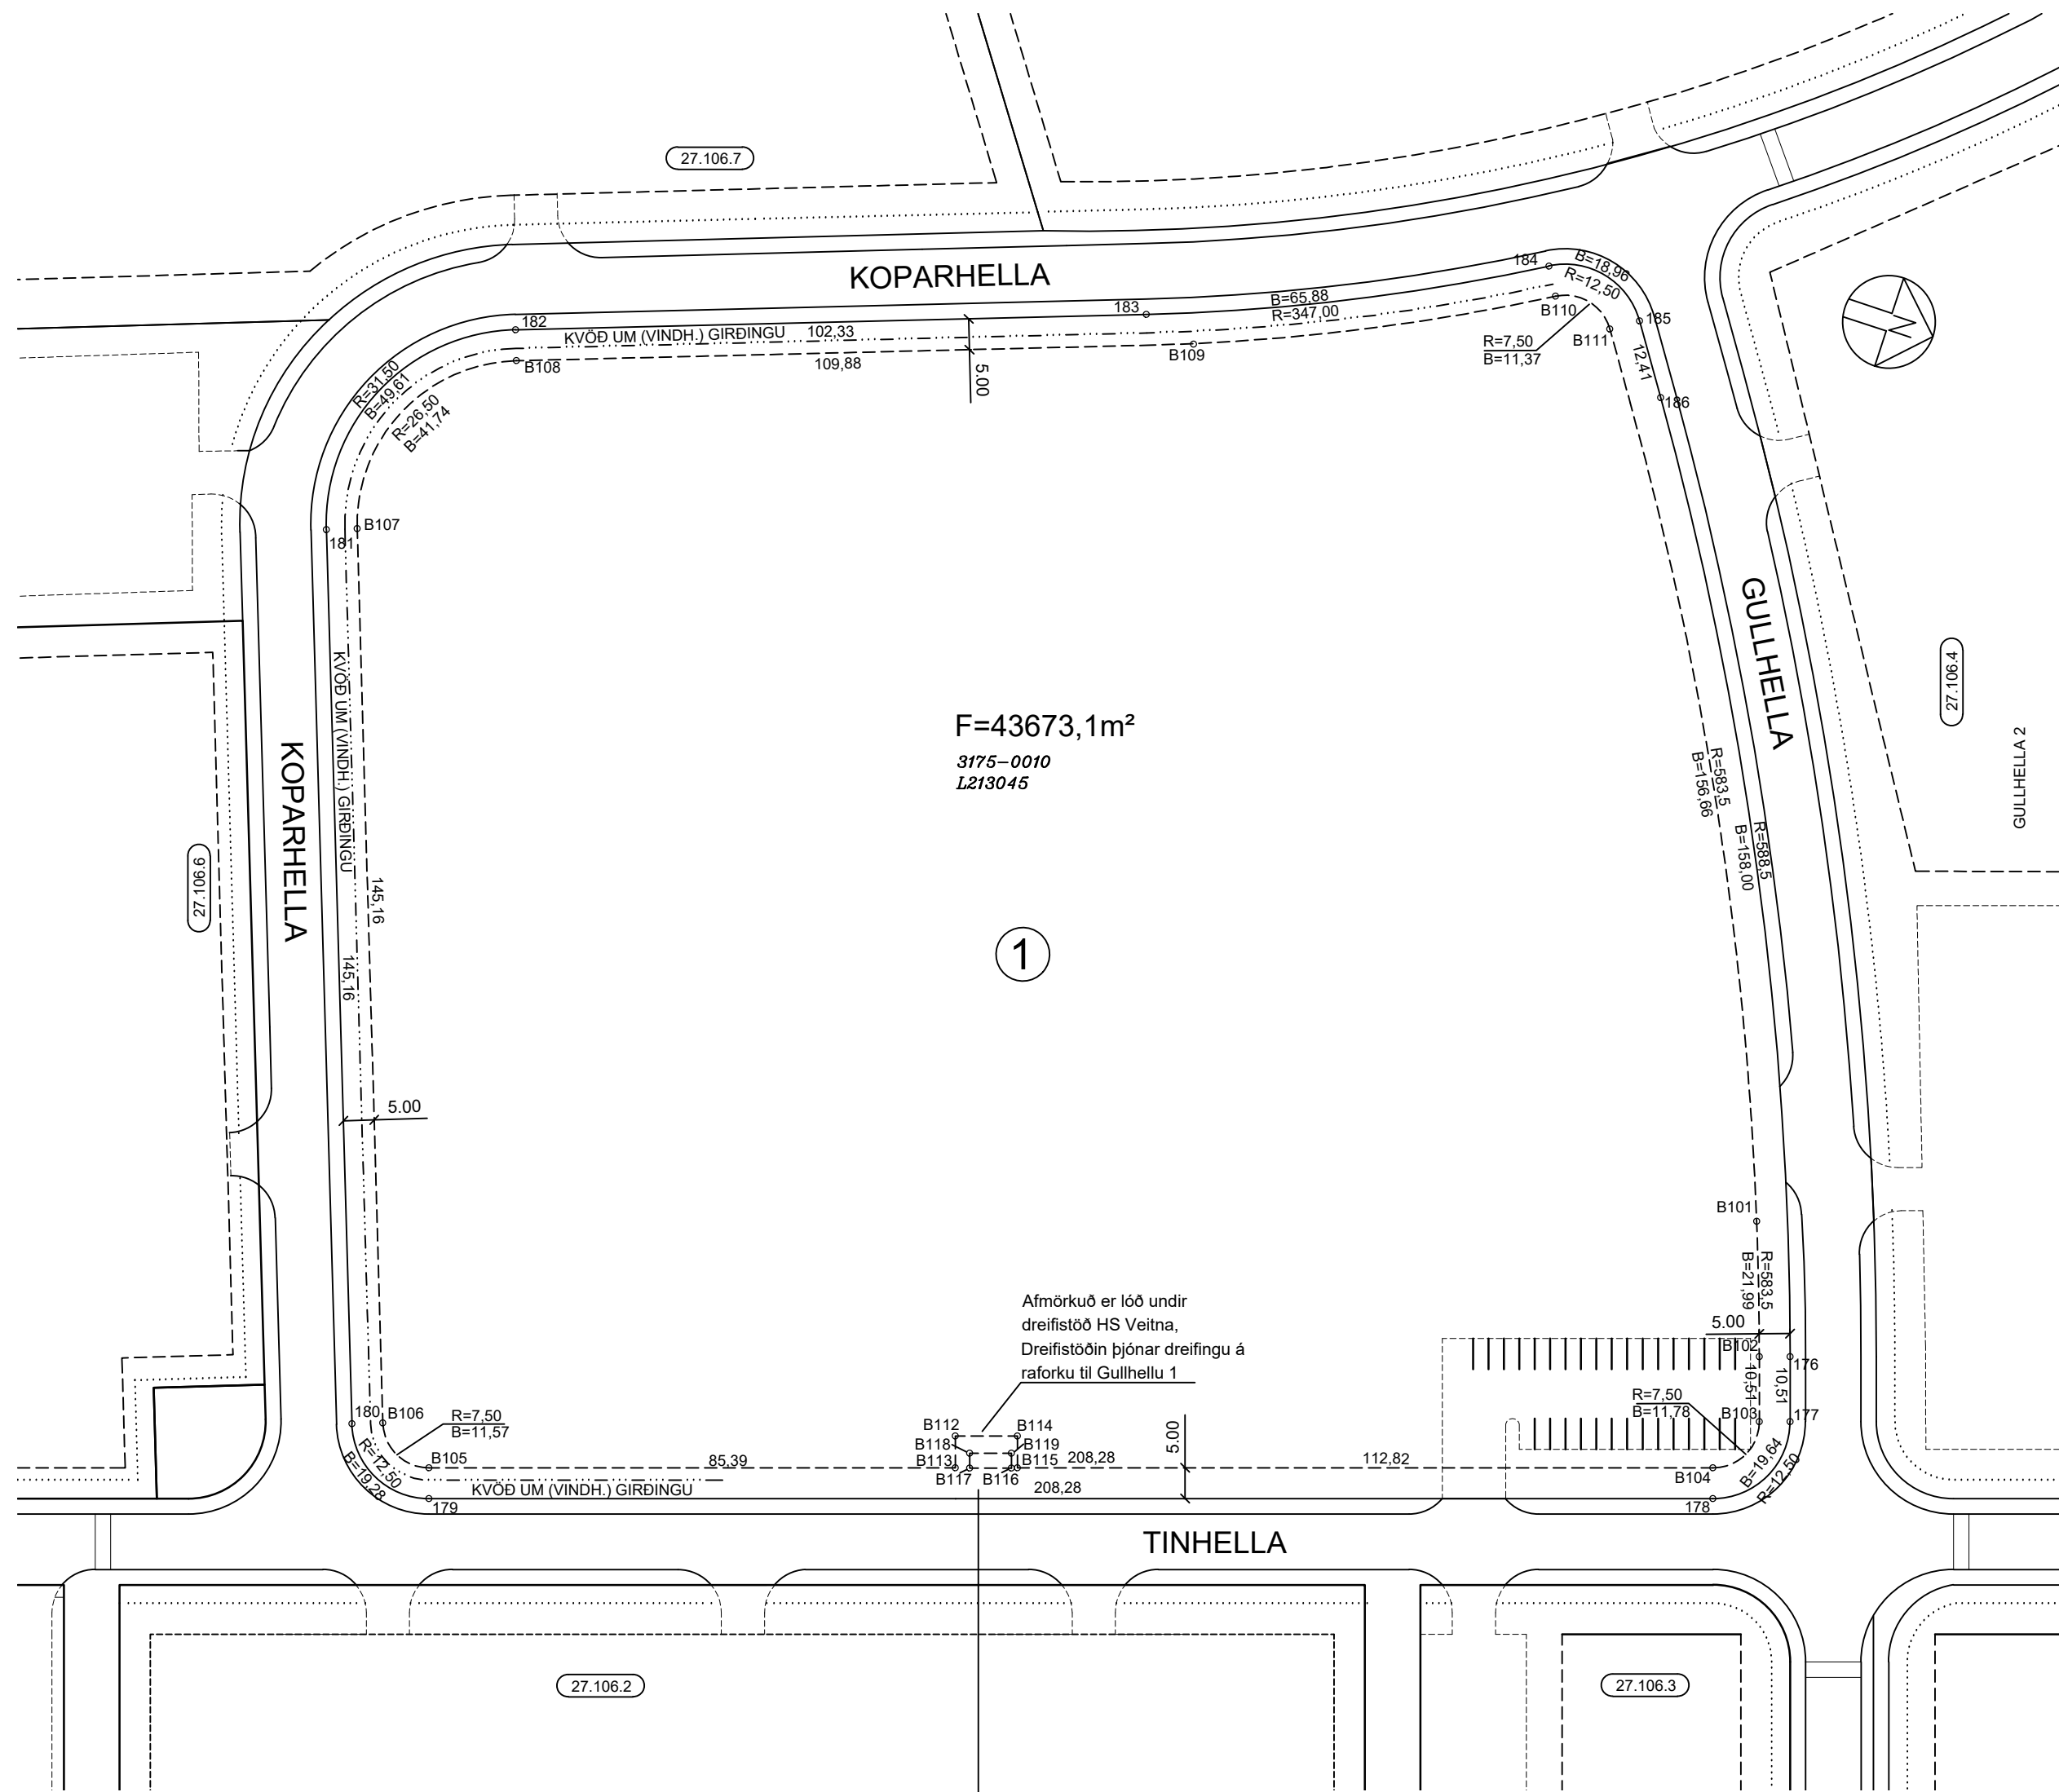 27.106.7
KOPARHELLA
184
B=18,96
R=12,50
182
183
B=65,88
R=347,00
185
KVÖÐ UM (VINDH.) GIRÐINGU
102,33
B110
B111
R=7,50
B=11,37
B108
109,88
B109
5.00
12,41
186
R=31,50
B=49,61
R=26,50
B=41,74
B107
181
GULLHELLA
27.106.4
GULLHELLA 2
KVÖÐ UM (VINDH.) GIRÐINGU
F=43673,1m²
3175-0010
L213045
R=583,5
B=156,66
R=588,5
B=158,00
KOPARHELLA
27.106.6
145,16
145,16
1
5.00
B101
R=583,5
B=21,99
Afmörkuð er lóð undir
dreifistöð HS Veitna,
Dreifistöðin þjónar dreifingu á
raforku til Gullhellu 1
5.00
B102
176
10,51
10,51
R=7,50
B=11,78
B103
177
180
B106
R=7,50
B=11,57
B112
B114
B118
B119
B113
B115
B117
B116
B105
85,39
208,28
5.00
112,82
B104
R=12,50
B=19,28
B=19,64
R=12,50
KVÖÐ UM (VINDH.) GIRÐINGU
208,28
179
178
TINHELLA
27.106.2
27.106.3